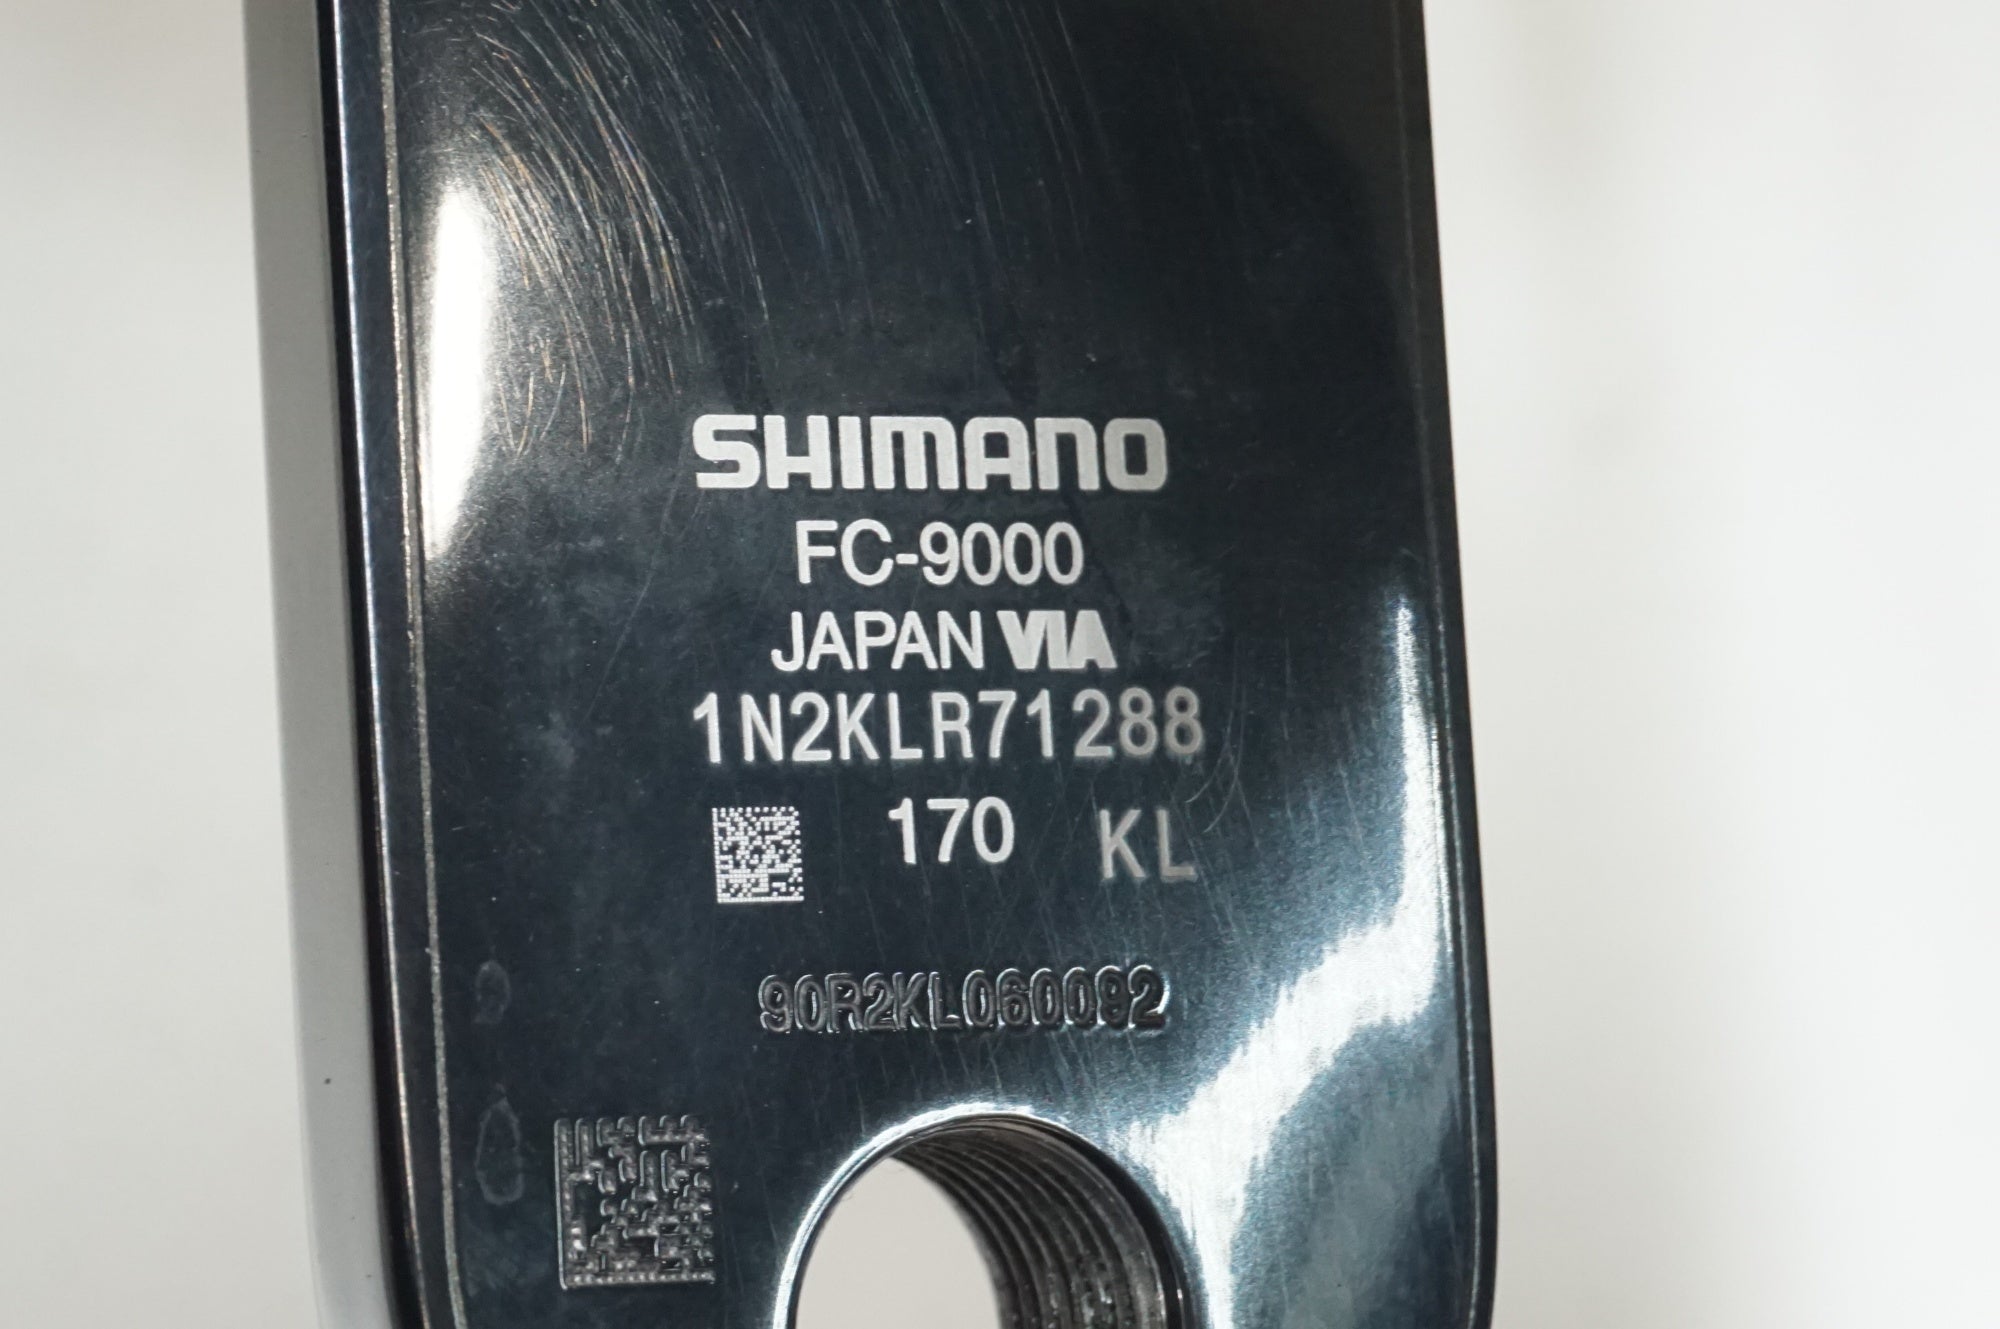 SHIMANO
FC-9000
JAPAN VIA
1N2KLR71288
170 KL
90R2KL060092